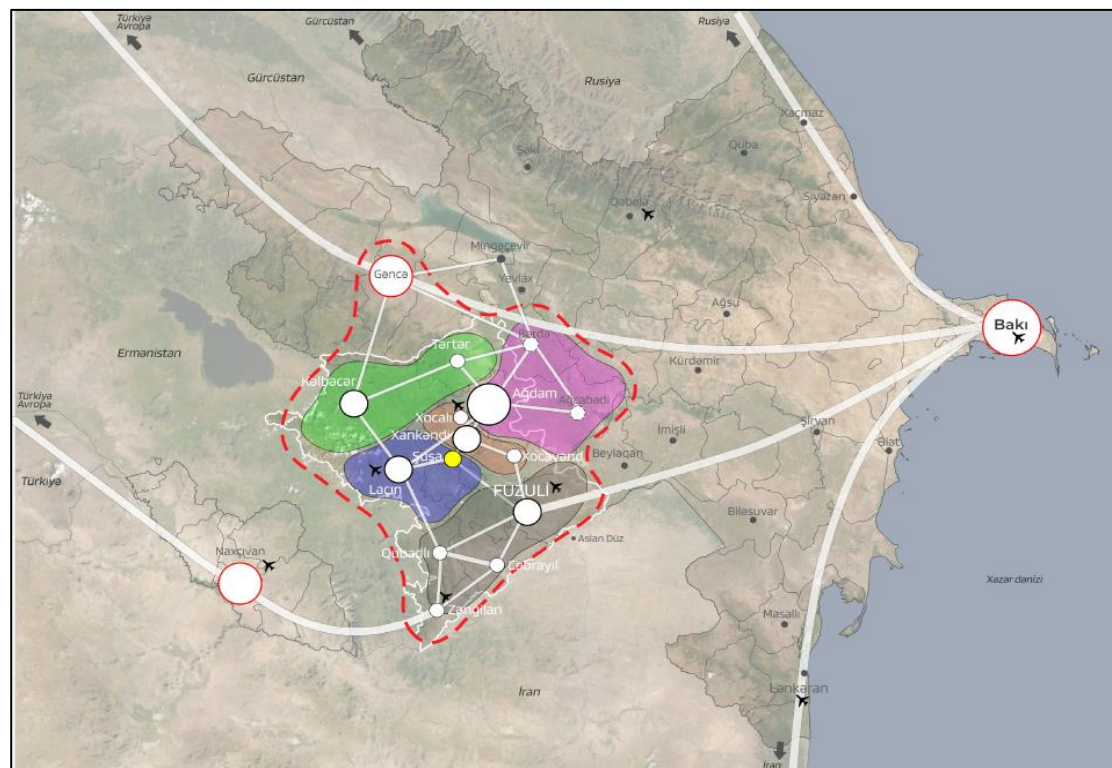 Türkiyə
Avropa
Gürcüstan
Rusiya
Gürcüstan
Rusiya
Xaçmaz
Quba
Şəki
Siyəzən
Qəbələ
Mingəçevir
Gəncə
Yevlax
Ağsu
Bakı
Bərdə
Ermənistan
Tərtər
Kürdəmir
Kəlbəcər
Ağdam
Türkiyə
Avropa
Xocalı
Ağcabədi
Şirvan
Xankəndi
İmişli
Ələt
Şuşa
Xocavənd
Beyləqan
Türkiyə
Laçın
FÜZULİ
Biləsuvar
Aslan Düz
Naxçıvan
Qubadlı
Cəbrayıl
Xəzər dənizi
Zəngilan
Masallı
İran
Lənkəran
İran